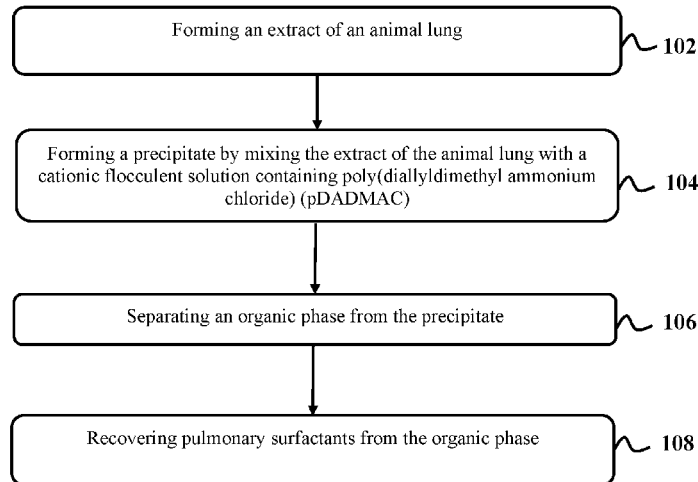 Forming an extract of an animal lung
102
Forming a precipitate by mixing the extract of the animal lung with a
cationic flocculent solution containing poly(diallyldimethyl ammonium
chloride) (pDADMAC)
104
Separating an organic phase from the precipitate
106
Recovering pulmonary surfactants from the organic phase
108